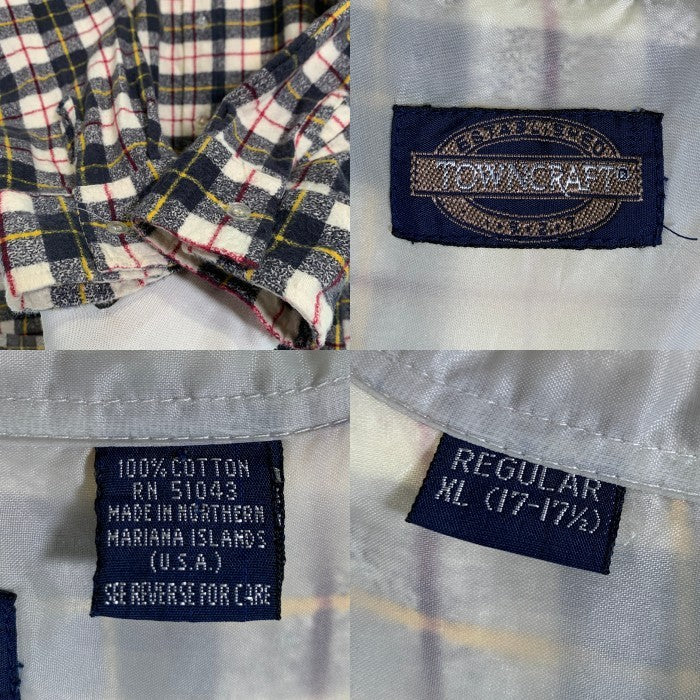 ESTABLISHED
TOWNCRAFT®
100% COTTON
RN 51043
MADE IN NORTHERN
MARIANA ISLANDS
(U.S.A.)
SEE REVERSE FOR CARE
REGULAR
XL (17-17½)